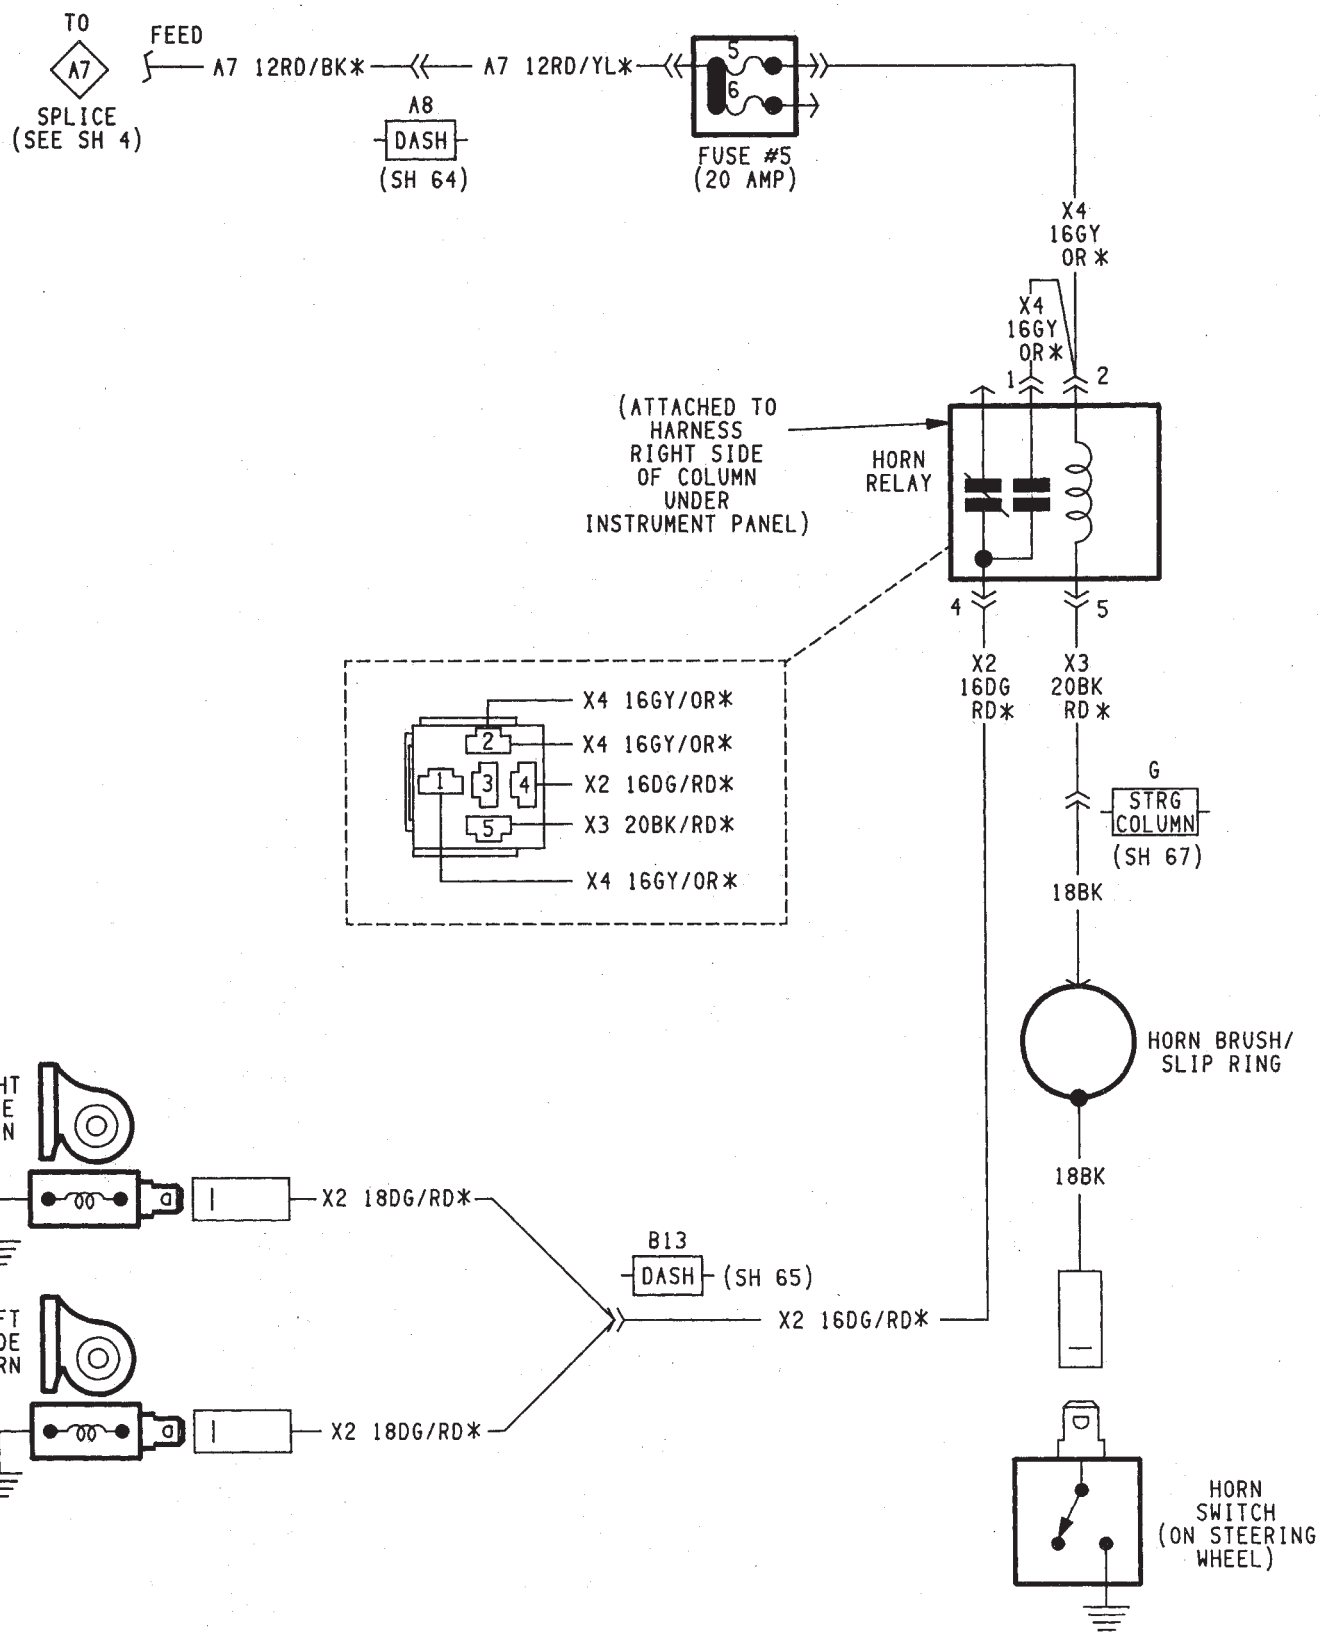 TO
A7
SPLICE
(SEE SH 4)
FEED
A7 12RD/BK*
A8
DASH
(SH 64)
A7 12RD/YL*
5
6
FUSE #5
(20 AMP)
X4
16GY
OR*
X4
16GY
OR*
1
2
(ATTACHED TO
HARNESS
RIGHT SIDE
OF COLUMN
UNDER
INSTRUMENT PANEL)
HORN
RELAY
4
5
X2
16DG
RD*
X3
20BK
RD*
X4 16GY/OR*
X4 16GY/OR*
X2 16DG/RD*
X3 20BK/RD*
X4 16GY/OR*
2
1
3
4
5
G
STRG
COLUMN
(SH 67)
18BK
HORN BRUSH/
SLIP RING
18BK
HT
E
N
X2 18DG/RD*
B13
DASH
(SH 65)
X2 16DG/RD*
FT
DE
RN
X2 18DG/RD*
HORN
SWITCH
(ON STEERING
WHEEL)